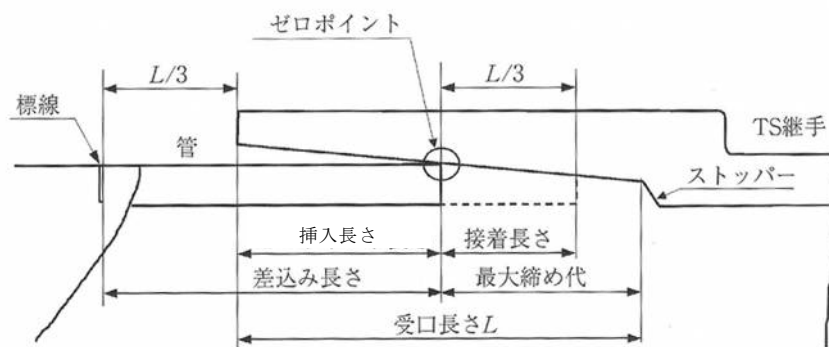 ゼロポイント
L/3
L/3
標線
管
TS継手
ストッパー
挿入長さ
接着長さ
差込み長さ
最大締め代
受口長さL